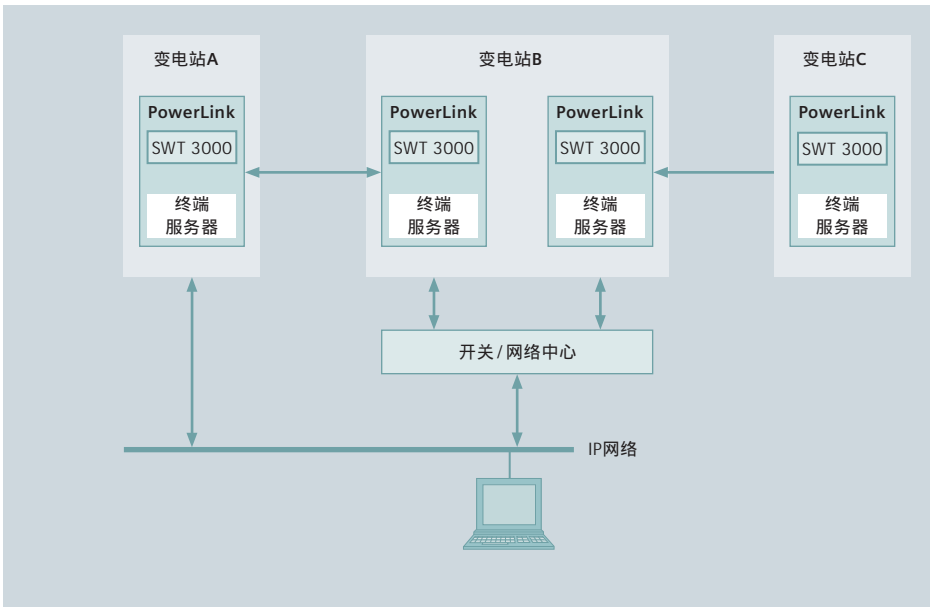 变电站A
变电站B
变电站C
PowerLink
PowerLink
PowerLink
PowerLink
SWT 3000
SWT 3000
SWT 3000
SWT 3000
终端
服务器
终端
服务器
终端
服务器
终端
服务器
开关/网络中心
IP网络